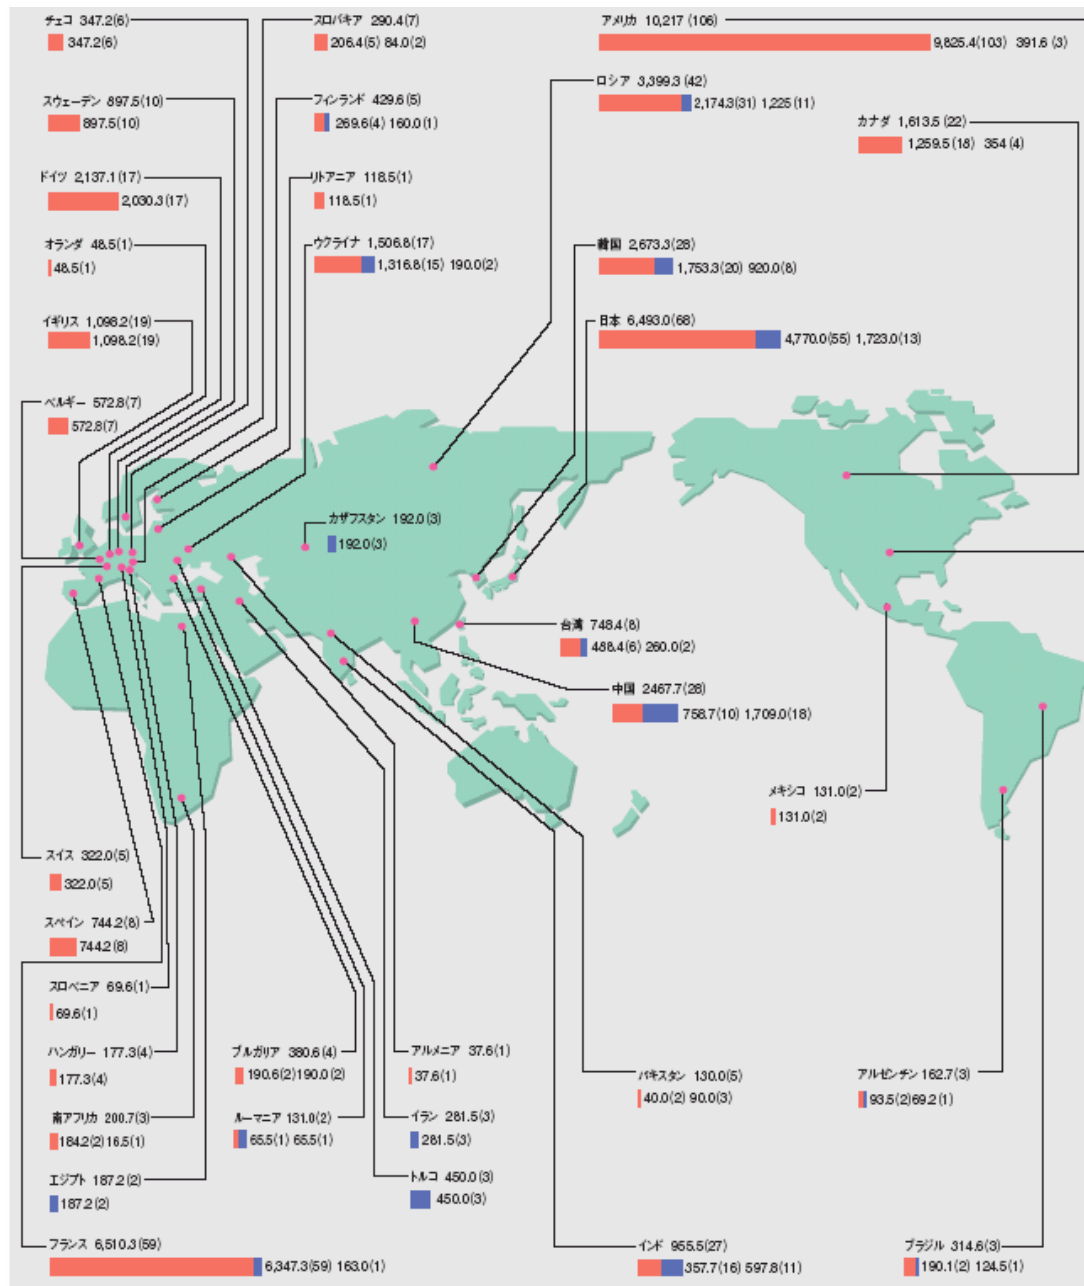 チェコ 347.2(6)
347.2(6)
スロバキア 290.4(7)
206.4(5) 84.0(2)
アメリカ 10,217 (106)
9,825.4(103) 391.6 (3)
ロシア 3,399.3 (42)
2,174.3(31) 1,225 (11)
スウェーデン 897.5(10)
897.5(10)
フィンランド 429.6(5)
269.6(4) 160.0(1)
カナダ 1,613.5 (22)
1,259.5 (18) 354 (4)
ドイツ 2,137.1(17)
2,030.3(17)
リトアニア 118.5(1)
118.5(1)
オランダ 48.5(1)
48.5(1)
ウクライナ 1,506.8(17)
1,316.8(15) 190.0(2)
韓国 2,673.3(28)
1,753.3(20) 920.0(8)
イギリス 1,098.2(19)
1,098.2(19)
日本 6,493.0(68)
4,770.0(55) 1,723.0(13)
ベルギー 572.8(7)
572.8(7)
カザフスタン 192.0(3)
192.0(3)
台湾 748.4(8)
488.4(6) 260.0(2)
中国 2467.7(28)
758.7(10) 1,709.0(18)
メキシコ 131.0(2)
131.0(2)
スイス 322.0(5)
322.0(5)
スペイン 744.2(8)
744.2(8)
スロベニア 69.6(1)
69.6(1)
ハンガリー 177.3(4)
177.3(4)
ブルガリア 380.6(4)
190.6(2)190.0(2)
アルメニア 37.6(1)
37.6(1)
パキスタン 130.0(5)
40.0(2) 90.0(3)
アルゼンチン 162.7(3)
93.5(2)69.2(1)
南アフリカ 200.7(3)
184.2(2)16.5(1)
ルーマニア 131.0(2)
65.5(1) 65.5(1)
イラン 281.5(3)
281.5(3)
エジプト 187.2(2)
187.2(2)
トルコ 450.0(3)
450.0(3)
フランス 6,510.3(59)
6,347.3(59) 163.0(1)
インド 955.5(27)
357.7(16) 597.8(11)
ブラジル 314.6(3)
190.1(2) 124.5(1)